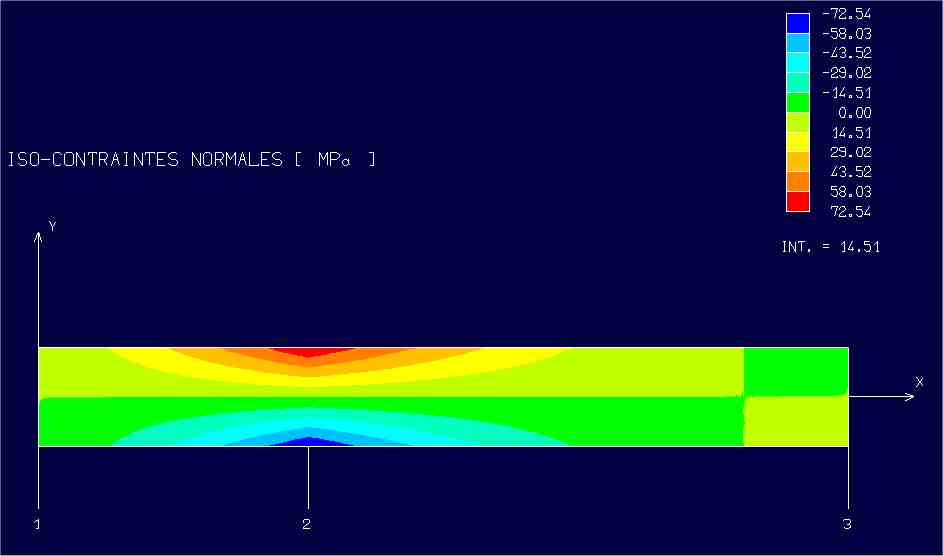 -72.54
-58.03
-43.52
-29.02
-14.51
0.00
14.51
29.02
43.52
58.03
72.54
ISO-CONTRAINTES NORMALES [ MPa ]
INT. = 14.51
Y
X
1 2 3